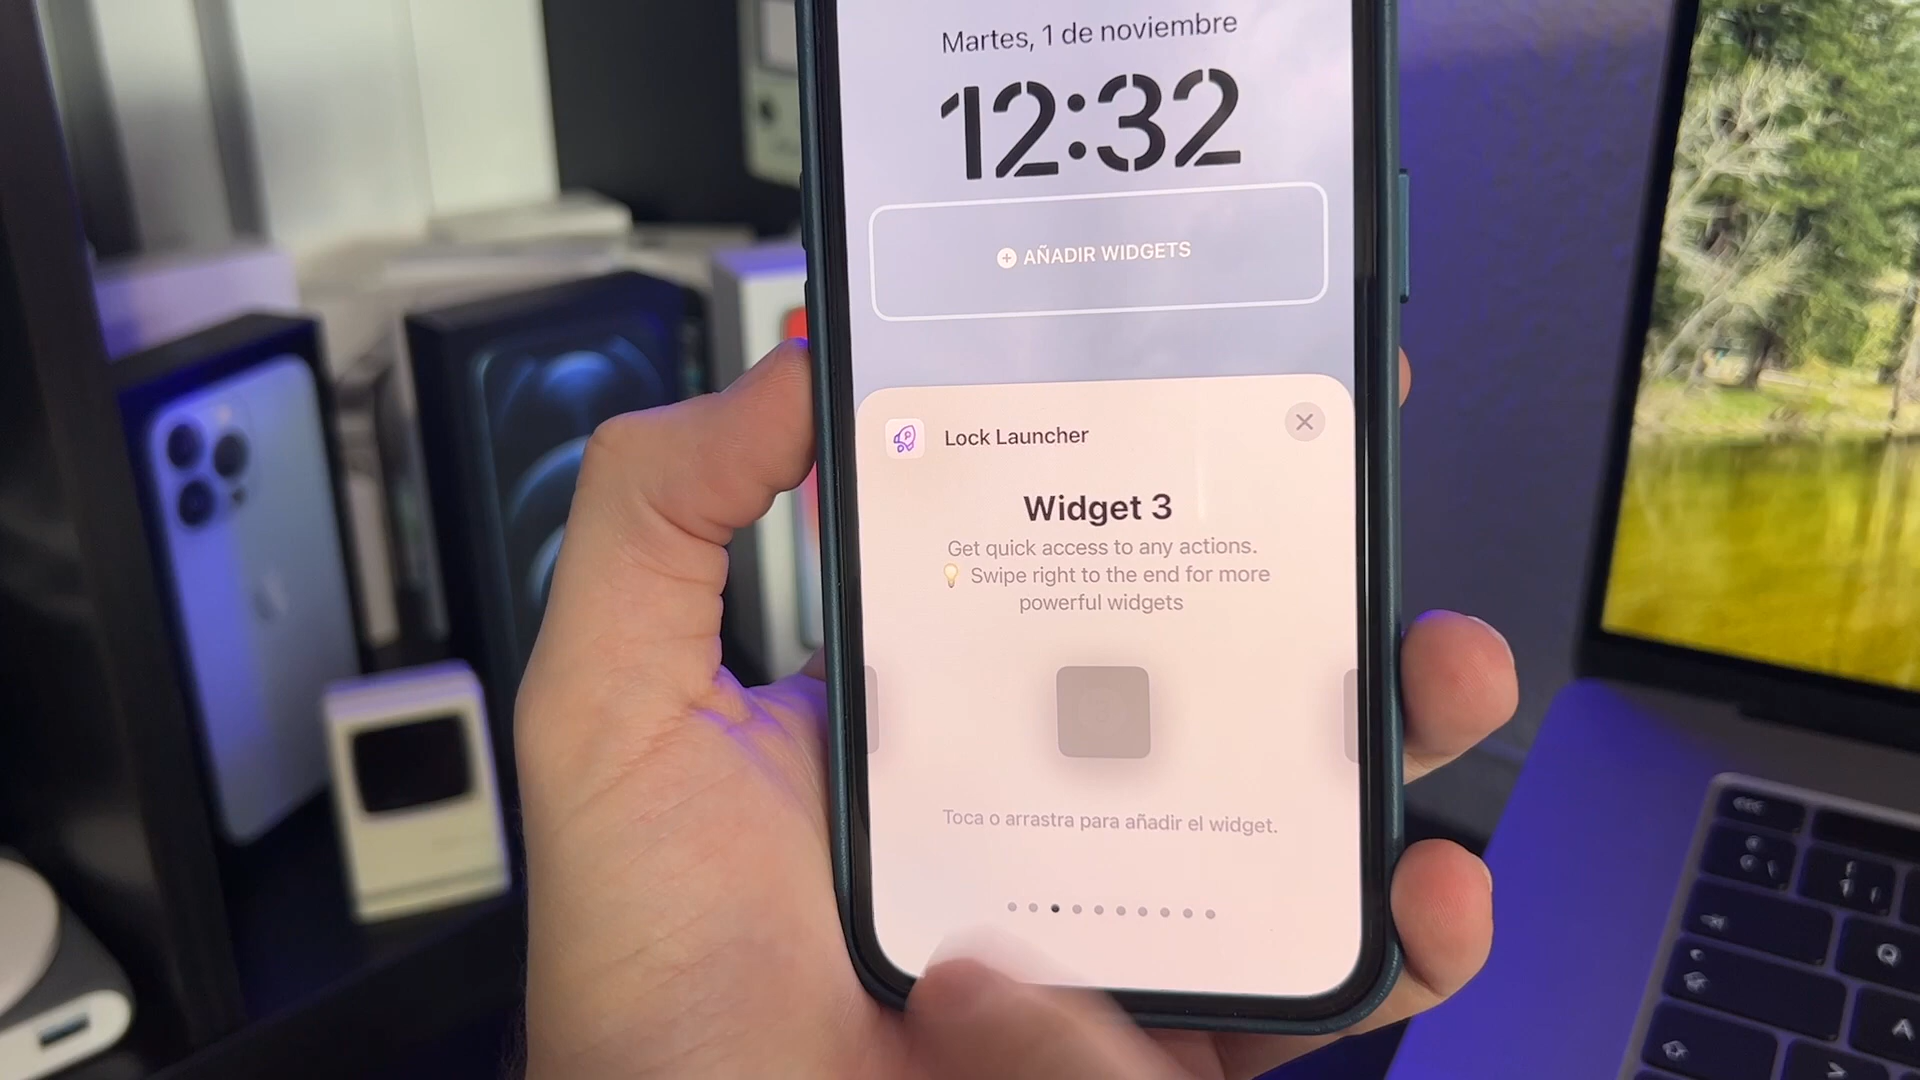 Martes, 1 de noviembre
12:32
AÑADIR WIDGETS
Lock Launcher
Widget 3
Get quick access to any actions.
💡 Swipe right to the end for more
powerful widgets
Toca o arrastra para añadir el widget.
esc
Q
A